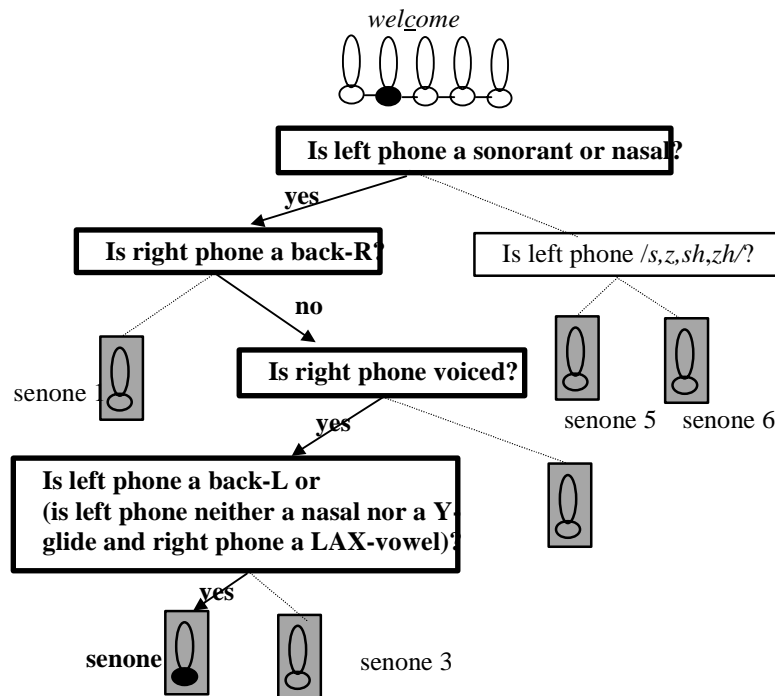 welcome
Is left phone a sonorant or nasal?
yes
Is right phone a back-R?
Is left phone /s,z,sh,zh/?
no
senone 1
Is right phone voiced?
senone 5
senone 6
yes
Is left phone a back-L or
(is left phone neither a nasal nor a Y-
glide and right phone a LAX-vowel)?
yes
senone
senone 3